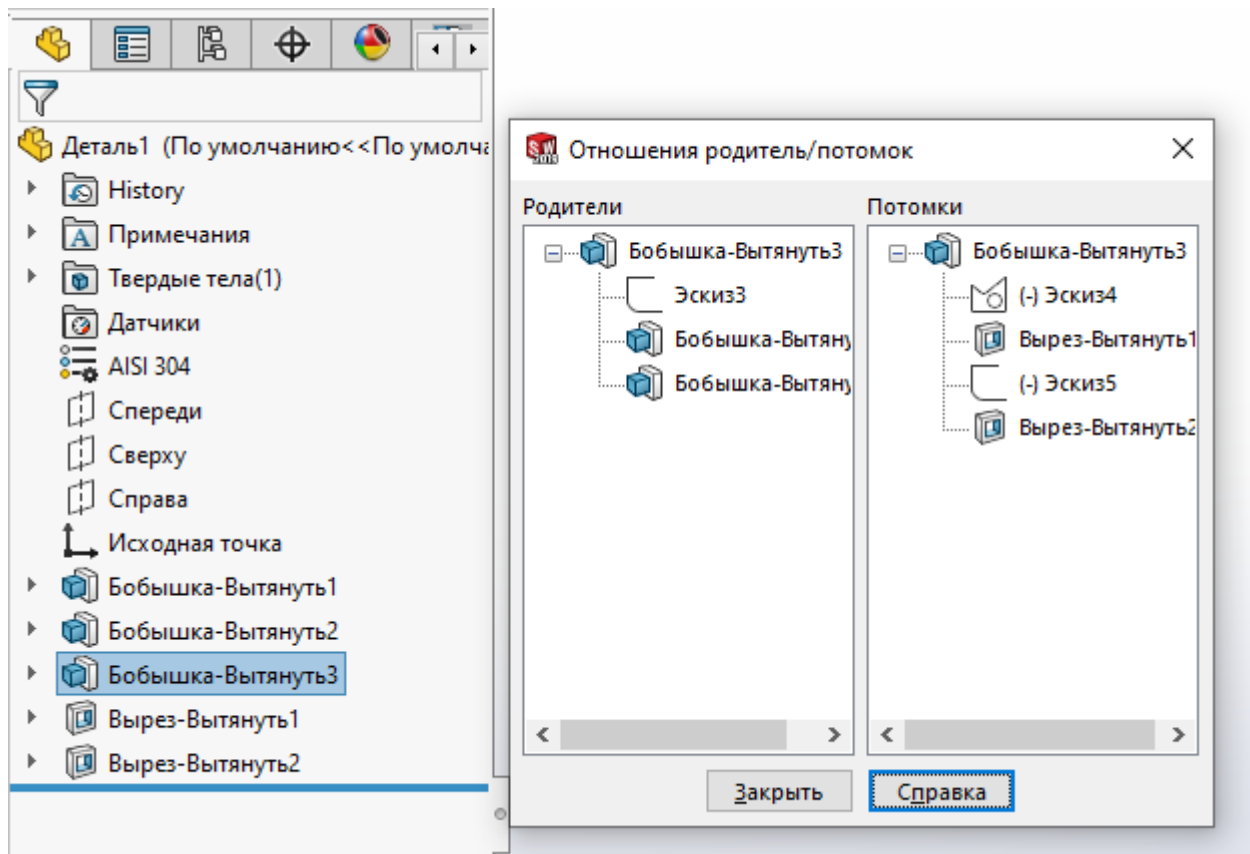 Деталь1 (По умолчанию<<По умолча
History
Примечания
Твердые тела(1)
Датчики
AISI 304
Спереди
Сверху
Справа
Исходная точка
Бобышка-Вытянуть1
Бобышка-Вытянуть2
Бобышка-Вытянуть3
Вырез-Вытянуть1
Вырез-Вытянуть2
Отношения родитель/потомок
Родители
Бобышка-Вытянуть3
Эскиз3
Бобышка-Вытяну
Бобышка-Вытяну
Потомки
Бобышка-Вытянуть3
(-) Эскиз4
Вырез-Вытянуть1
(-) Эскиз5
Вырез-Вытянуть2
Закрыть
Справка